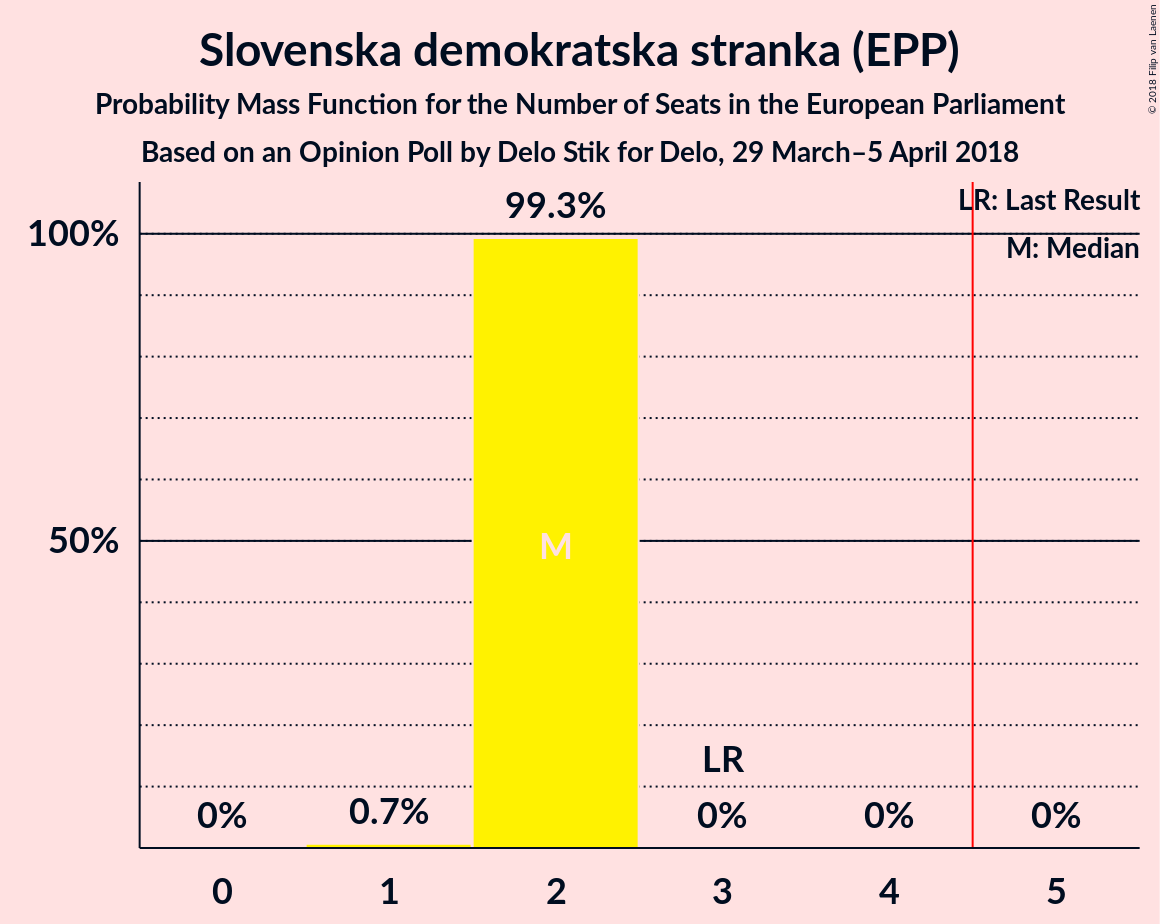 Slovenska demokratska stranka (EPP)
Probability Mass Function for the Number of Seats in the European Parliament
Based on an Opinion Poll by Delo Stik for Delo, 29 March–5 April 2018
© 2018 Filip van Laenen
LR: Last Result
M: Median
99.3%
100%
50%
M
LR
0%
0.7%
0%
0%
0%
0
1
2
3
4
5